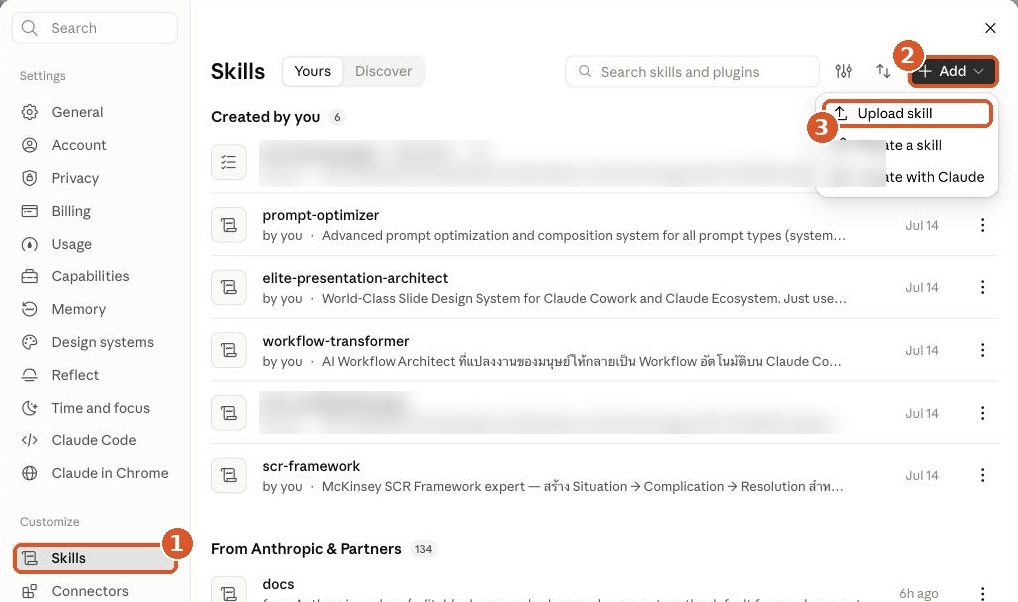 Search
Settings
General
Account
Privacy
Billing
Usage
Capabilities
Memory
Design systems
Reflect
Time and focus
Claude Code
Claude in Chrome
Customize
Skills
1
Connectors
Skills
Yours
Discover
Search skills and plugins
2
+ Add
3
Upload skill
a skill
with Claude
Created by you 6
prompt-optimizer
by you · Advanced prompt optimization and composition system for all prompt types (system…
Jul 14
elite-presentation-architect
by you · World-Class Slide Design System for Claude Cowork and Claude Ecosystem. Just use…
Jul 14
workflow-transformer
by you · AI Workflow Architect ที่แปลงงานของมนุษย์ให้กลายเป็น Workflow อัตโนมัติบน Claude Co…
Jul 14
Jul 14
scr-framework
by you · McKinsey SCR Framework expert — สร้าง Situation → Complication → Resolution สำห…
Jul 14
From Anthropic & Partners 134
docs
6h ago